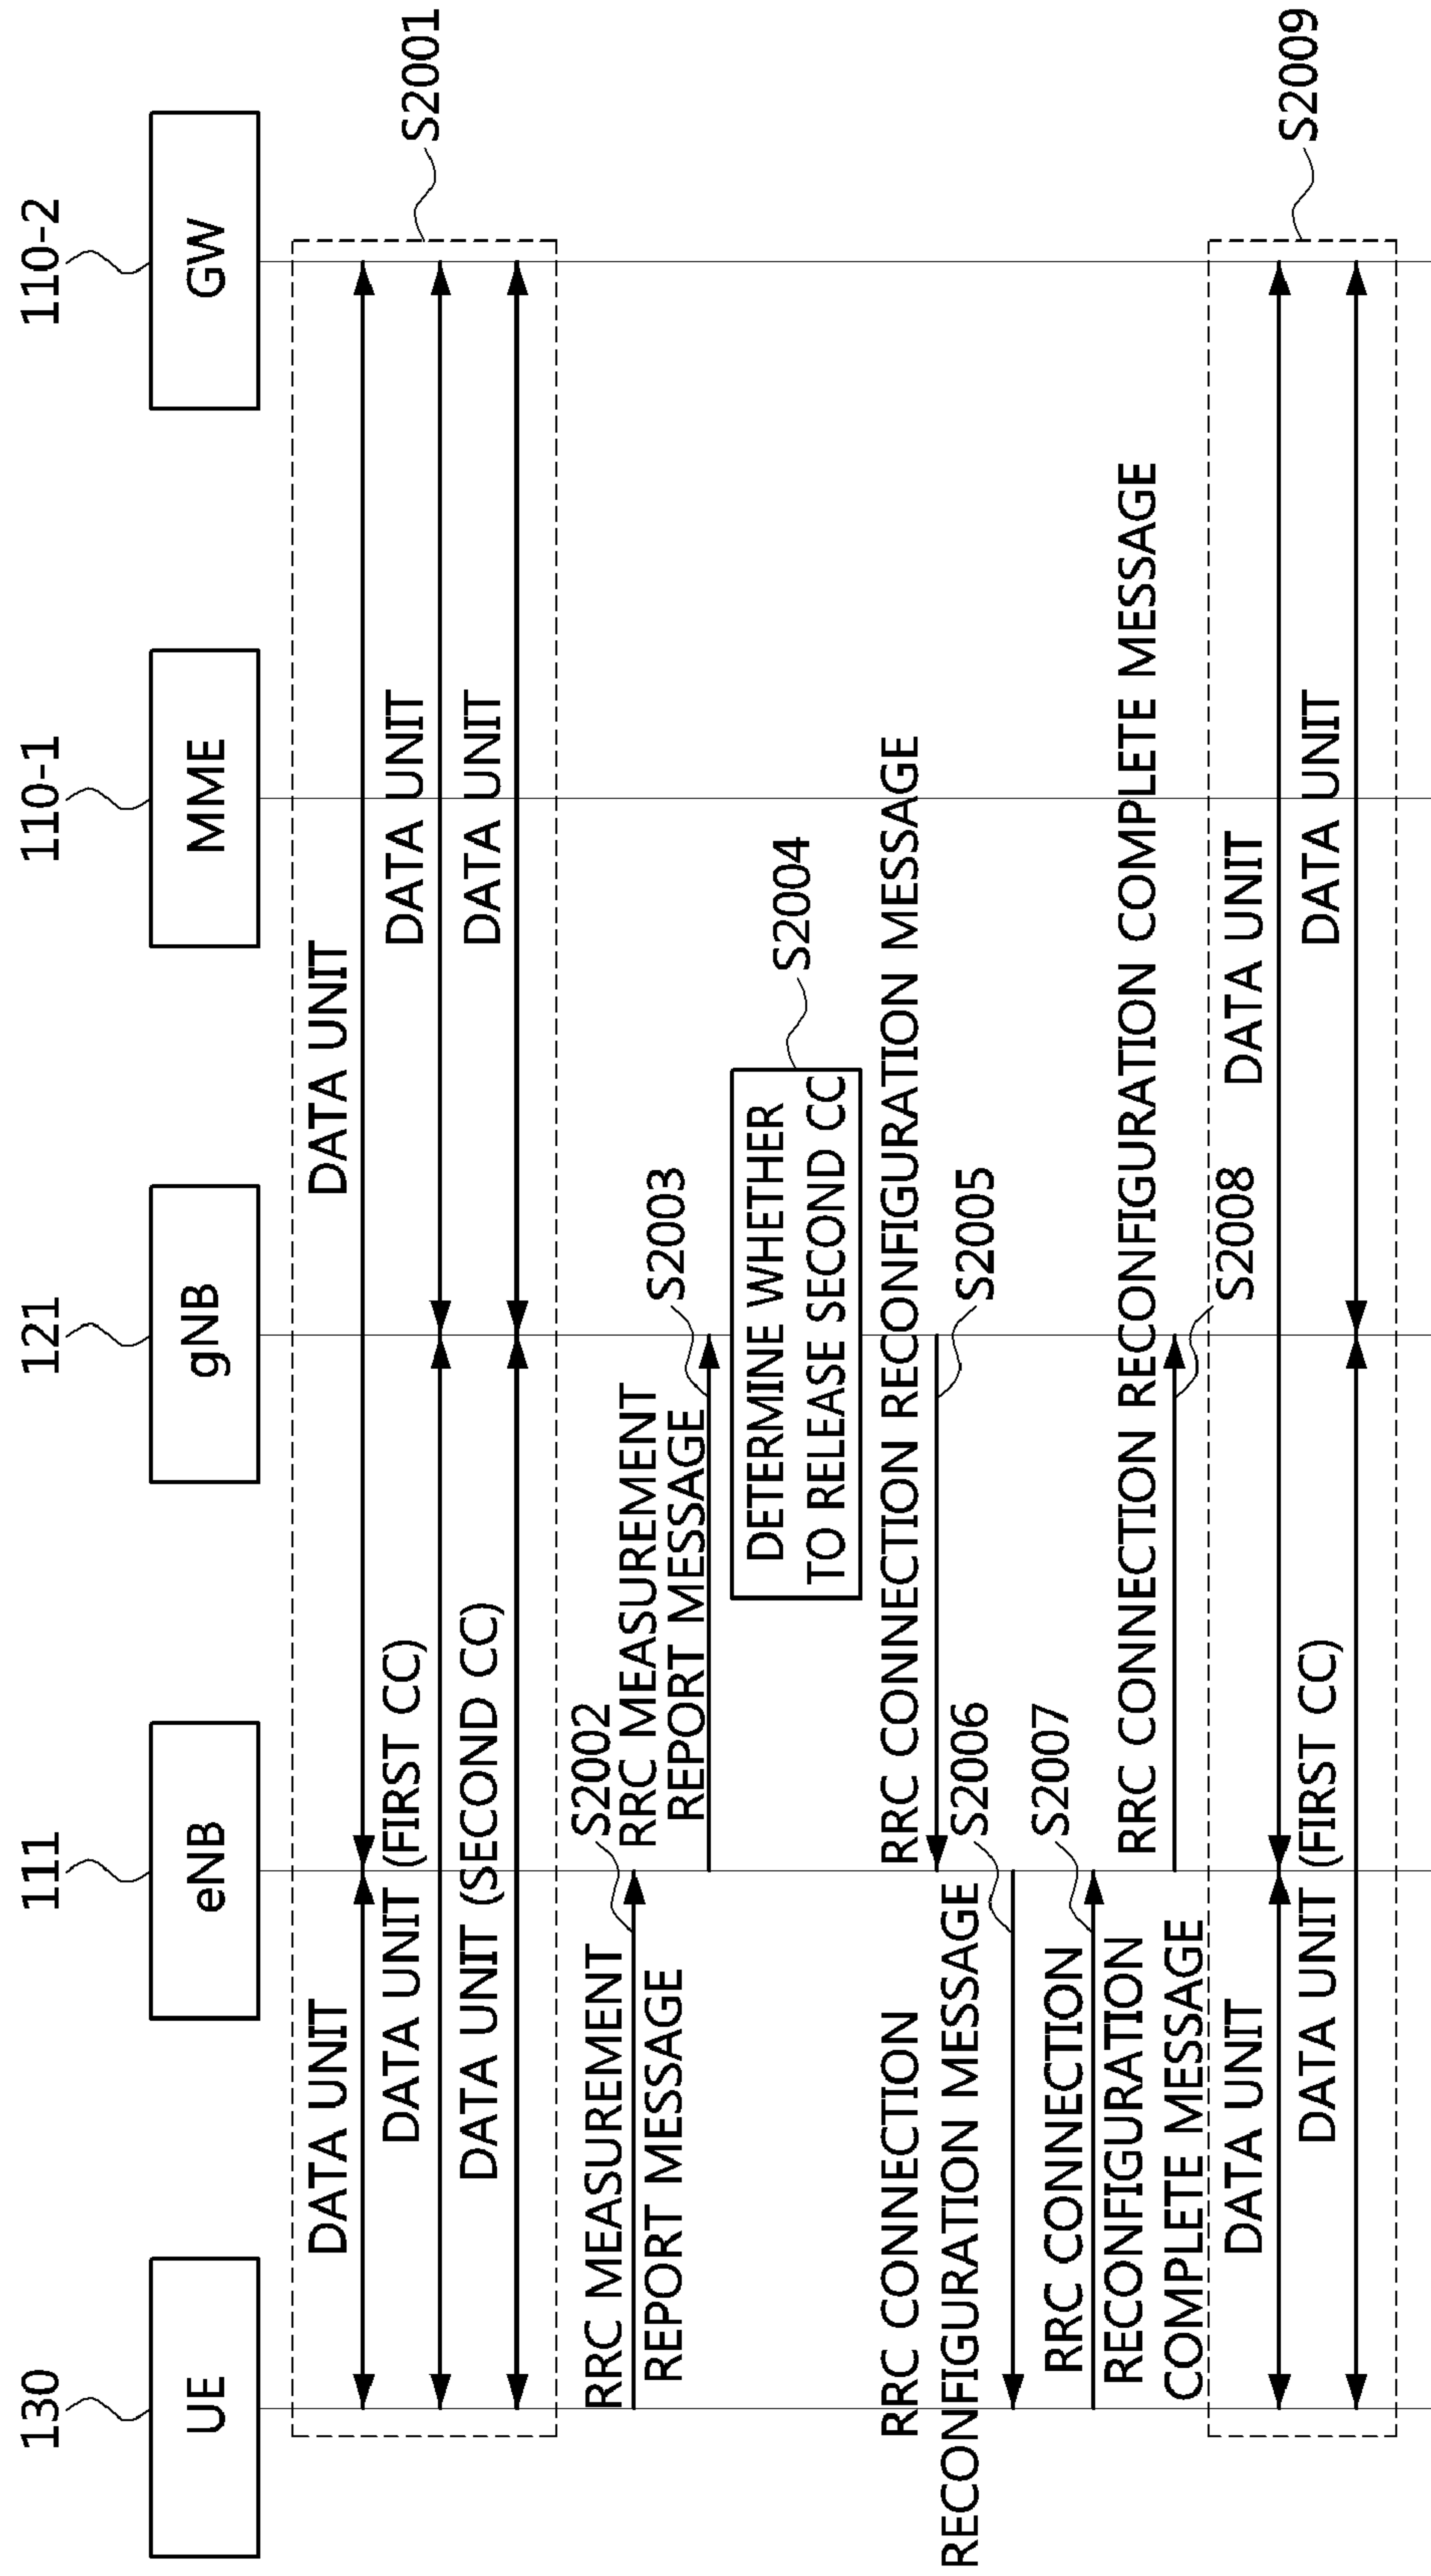 130
111
121
110-1
110-2
UE
eNB
gNB
MME
GW
DATA UNIT
DATA UNIT
S2001
DATA UNIT (FIRST CC)
DATA UNIT
DATA UNIT (SECOND CC)
DATA UNIT
RRC MEASUREMENT
REPORT MESSAGE
S2002
RRC MEASUREMENT
REPORT MESSAGE
S2003
DETERMINE WHETHER
TO RELEASE SECOND CC
S2004
RRC CONNECTION RECONFIGURATION MESSAGE
S2005
RRC CONNECTION
RECONFIGURATION MESSAGE
S2006
RRC CONNECTION
RECONFIGURATION
COMPLETE MESSAGE
S2007
RRC CONNECTION RECONFIGURATION COMPLETE MESSAGE
S2008
DATA UNIT
DATA UNIT
S2009
DATA UNIT (FIRST CC)
DATA UNIT